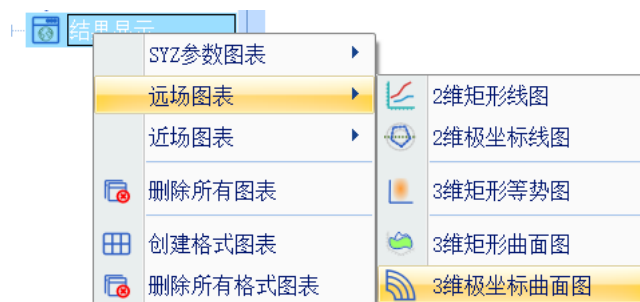 结果显示
SYZ参数图表
远场图表
近场图表
删除所有图表
创建格式图表
删除所有格式图表
2维矩形线图
2维极坐标线图
3维矩形等势图
3维矩形曲面图
3维极坐标曲面图